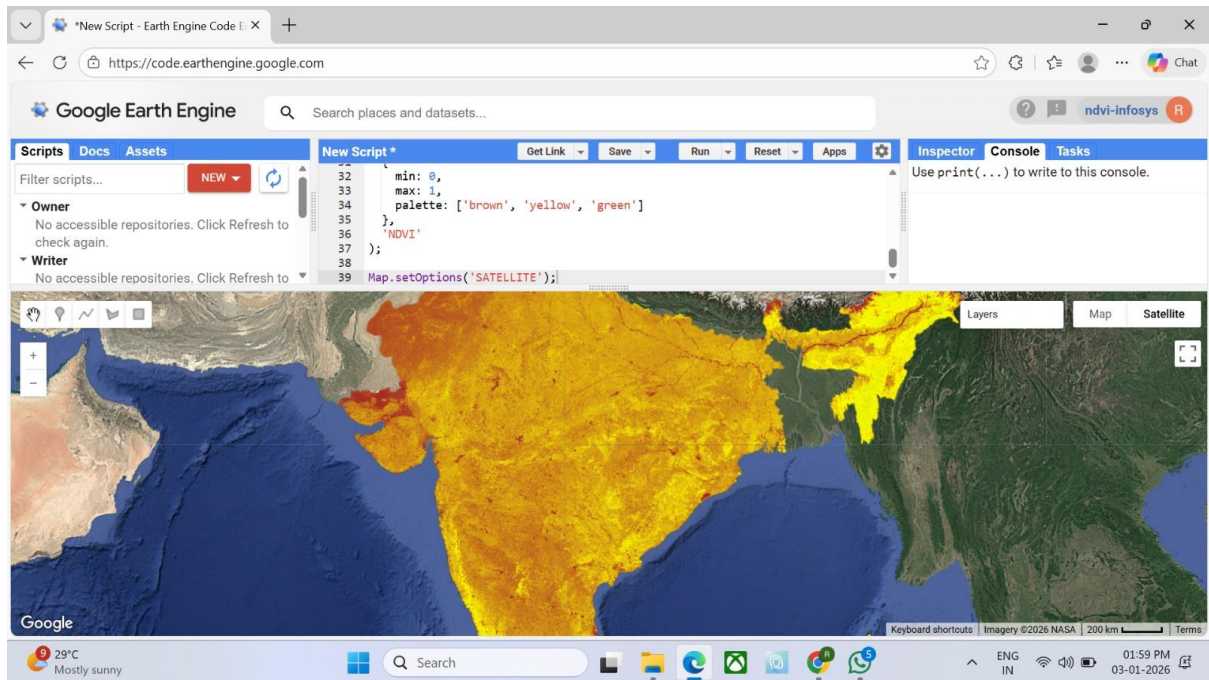 *New Script - Earth Engine Code E
https://code.earthengine.google.com
Chat
Google Earth Engine
Search places and datasets...
ndvi-infosys
R
Scripts Docs Assets
New Script *
Get Link
Save
Run
Reset
Apps
Inspector Console Tasks
Filter scripts...
NEW
Owner
No accessible repositories. Click Refresh to
check again.
Writer
No accessible repositories. Click Refresh to
32 min: 0,
33 max: 1,
34 palette: ['brown', 'yellow', 'green']
35 },
36 'NDVI'
37 );
38
39 Map.setOptions('SATELLITE');
Use print(...) to write to this console.
Layers
Map Satellite
Google
Keyboard shortcuts
Imagery ©2026 NASA
200 km
Terms
9
29°C
Mostly sunny
Search
R
5
ENG
IN
01:59 PM
03-01-2026